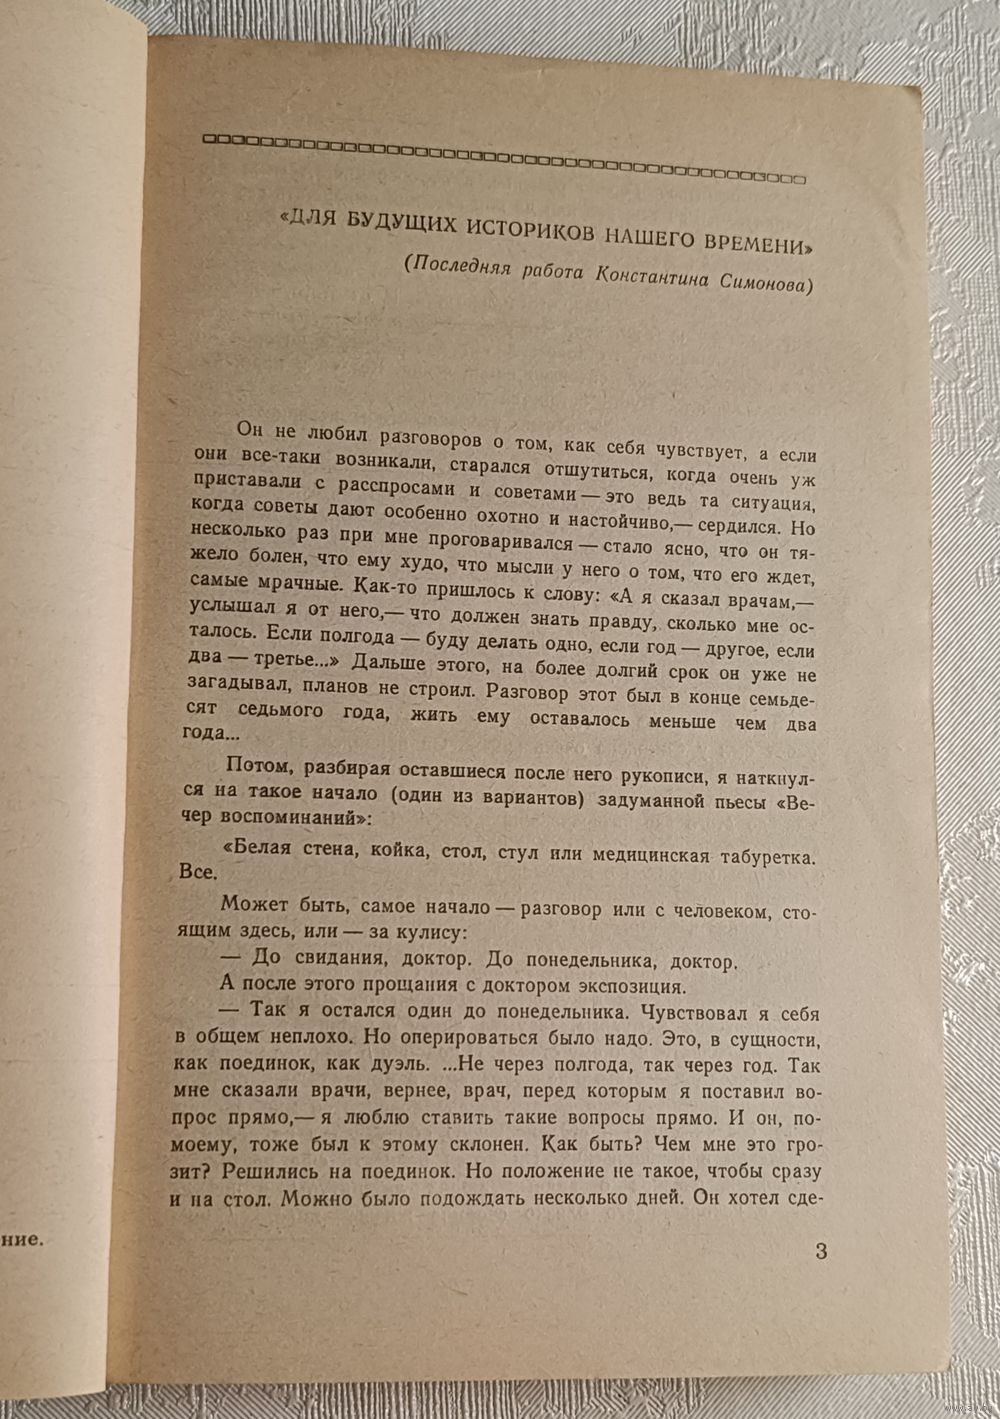 «ДЛЯ БУДУЩИХ ИСТОРИКОВ НАШЕГО ВРЕМЕНИ»
(Последняя работа Константина Симонова)
Он не любил разговоров о том, как себя чувствует, а если
они все-таки возникали, старался отшутиться, когда очень уж
приставали с расспросами и советами — это ведь та ситуация,
когда советы дают особенно охотно и настойчиво,— сердился. Но
несколько раз при мне проговаривался — стало ясно, что он тя-
жело болен, что ему худо, что мысли у него о том, что его ждет,
самые мрачные. Как-то пришлось к слову: «А я сказал врачам,—
услышал я от него,— что должен знать правду, сколько мне ос-
талось. Если полгода — буду делать одно, если год — другое, если
два — третье...» Дальше этого, на более долгий срок он уже не
загадывал, планов не строил. Разговор этот был в конце семьде-
сят седьмого года, жить ему оставалось меньше чем два
года...
Потом, разбирая оставшиеся после него рукописи, я наткнул-
ся на такое начало (один из вариантов) задуманной пьесы «Ве-
чер воспоминаний»:
«Белая стена, койка, стол, стул или медицинская табуретка.
Все.
Может быть, самое начало — разговор или с человеком, сто-
ящим здесь, или — за кулису:
— До свидания, доктор. До понедельника, доктор.
А после этого прощания с доктором экспозиция.
— Так я остался один до понедельника. Чувствовал я себя
в общем неплохо. Но оперироваться было надо. Это, в сущности,
как поединок, как дуэль. ...Не через полгода, так через год. Так
мне сказали врачи, вернее, врач, перед которым я поставил во-
прос прямо,— я люблю ставить такие вопросы прямо. И он, по-
моему, тоже был к этому склонен. Как быть? Чем мне это гро-
зит? Решились на поединок. Но положение не такое, чтобы сразу
и на стол. Можно было подождать несколько дней. Он хотел сде-
ние.
3